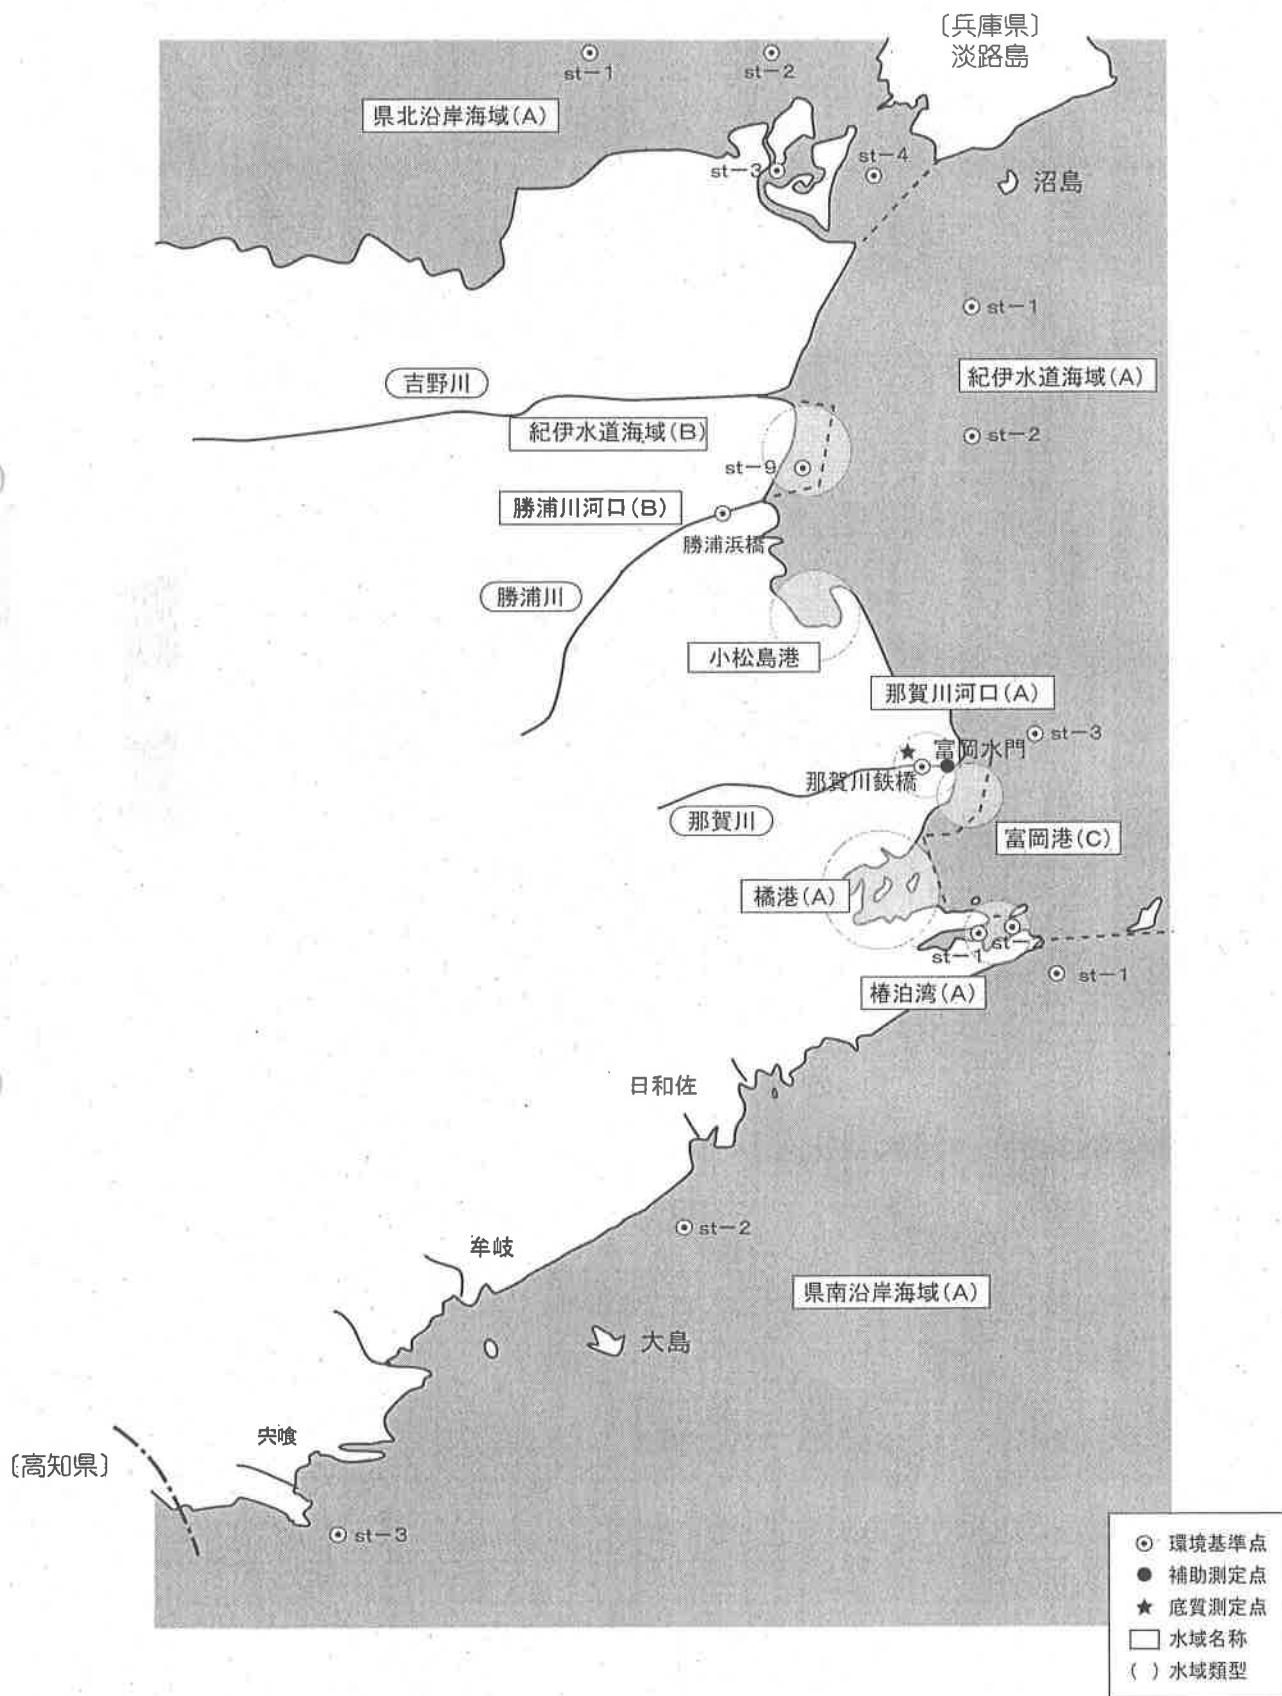 〔兵庫県〕
淡路島
st－1
st－2
県北沿岸海域(A)
st－3
st－4
沼島
st－1
吉野川
紀伊水道海域(A)
紀伊水道海域(B)
st－2
st－9
勝浦川河口(B)
勝浦浜橋
勝浦川
小松島港
那賀川河口(A)
st－3
富岡水門
那賀川鉄橋
那賀川
富岡港(C)
橘港(A)
st－1
st－2
st－1
椿泊湾(A)
日和佐
st－2
牟岐
県南沿岸海域(A)
大島
宍喰
〔高知県〕
st－3
環境基準点
補助測定点
底質測定点
水域名称
( ) 水域類型